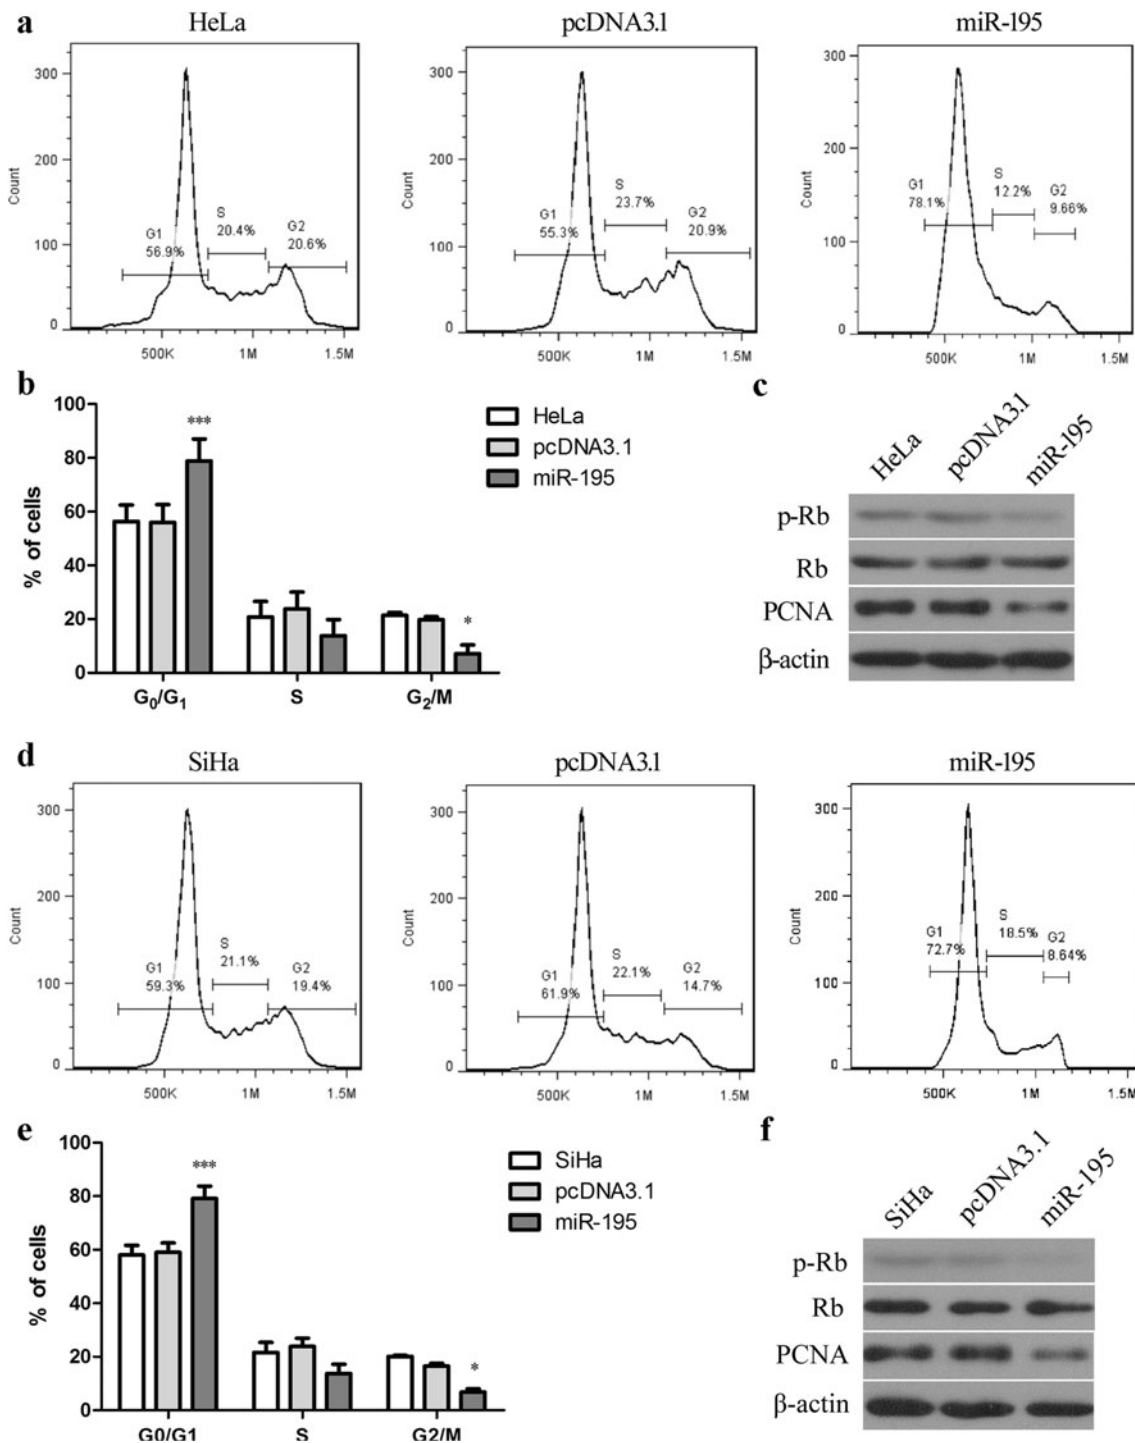 a
HeLa
pcDNA3.1
miR-195
Count
300
200
100
0
G1
56.9%
S
20.4%
G2
20.6%
500K
1M
1.5M
Count
300
200
100
0
G1
55.3%
S
23.7%
G2
20.9%
500K
1M
1.5M
Count
300
200
100
0
G1
78.1%
S
12.2%
G2
9.66%
500K
1M
1.5M
b
% of cells
100
80
60
40
20
0
***
*
G0/G1
S
G2/M
HeLa
pcDNA3.1
miR-195
c
HeLa
pcDNA3.1
miR-195
p-Rb
Rb
PCNA
β-actin
d
SiHa
pcDNA3.1
miR-195
Count
300
200
100
0
G1
59.3%
S
21.1%
G2
19.4%
500K
1M
1.5M
Count
300
200
100
0
G1
61.9%
S
22.1%
G2
14.7%
500K
1M
1.5M
Count
300
200
100
0
G1
72.7%
S
18.5%
G2
8.64%
500K
1M
1.5M
e
% of cells
100
80
60
40
20
0
***
*
G0/G1
S
G2/M
SiHa
pcDNA3.1
miR-195
f
SiHa
pcDNA3.1
miR-195
p-Rb
Rb
PCNA
β-actin